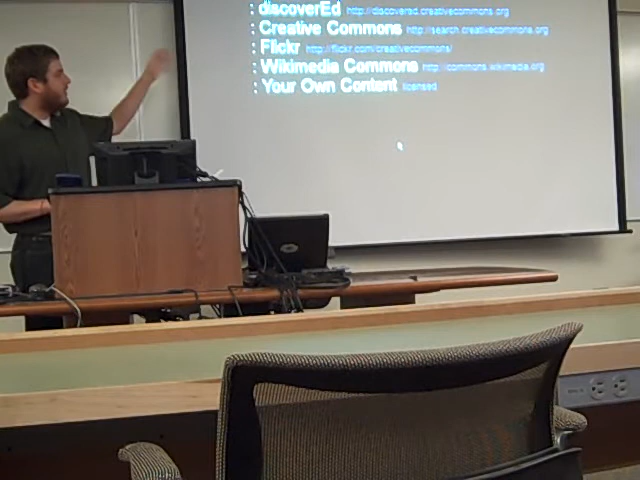 : discoverEd http://discovered.creativecommons.org
: Creative Commons http://search.creativecommons.org
: Flickr http://flickr.com/creativecommons/
: Wikimedia Commons http://commons.wikimedia.org
: Your Own Content licensed